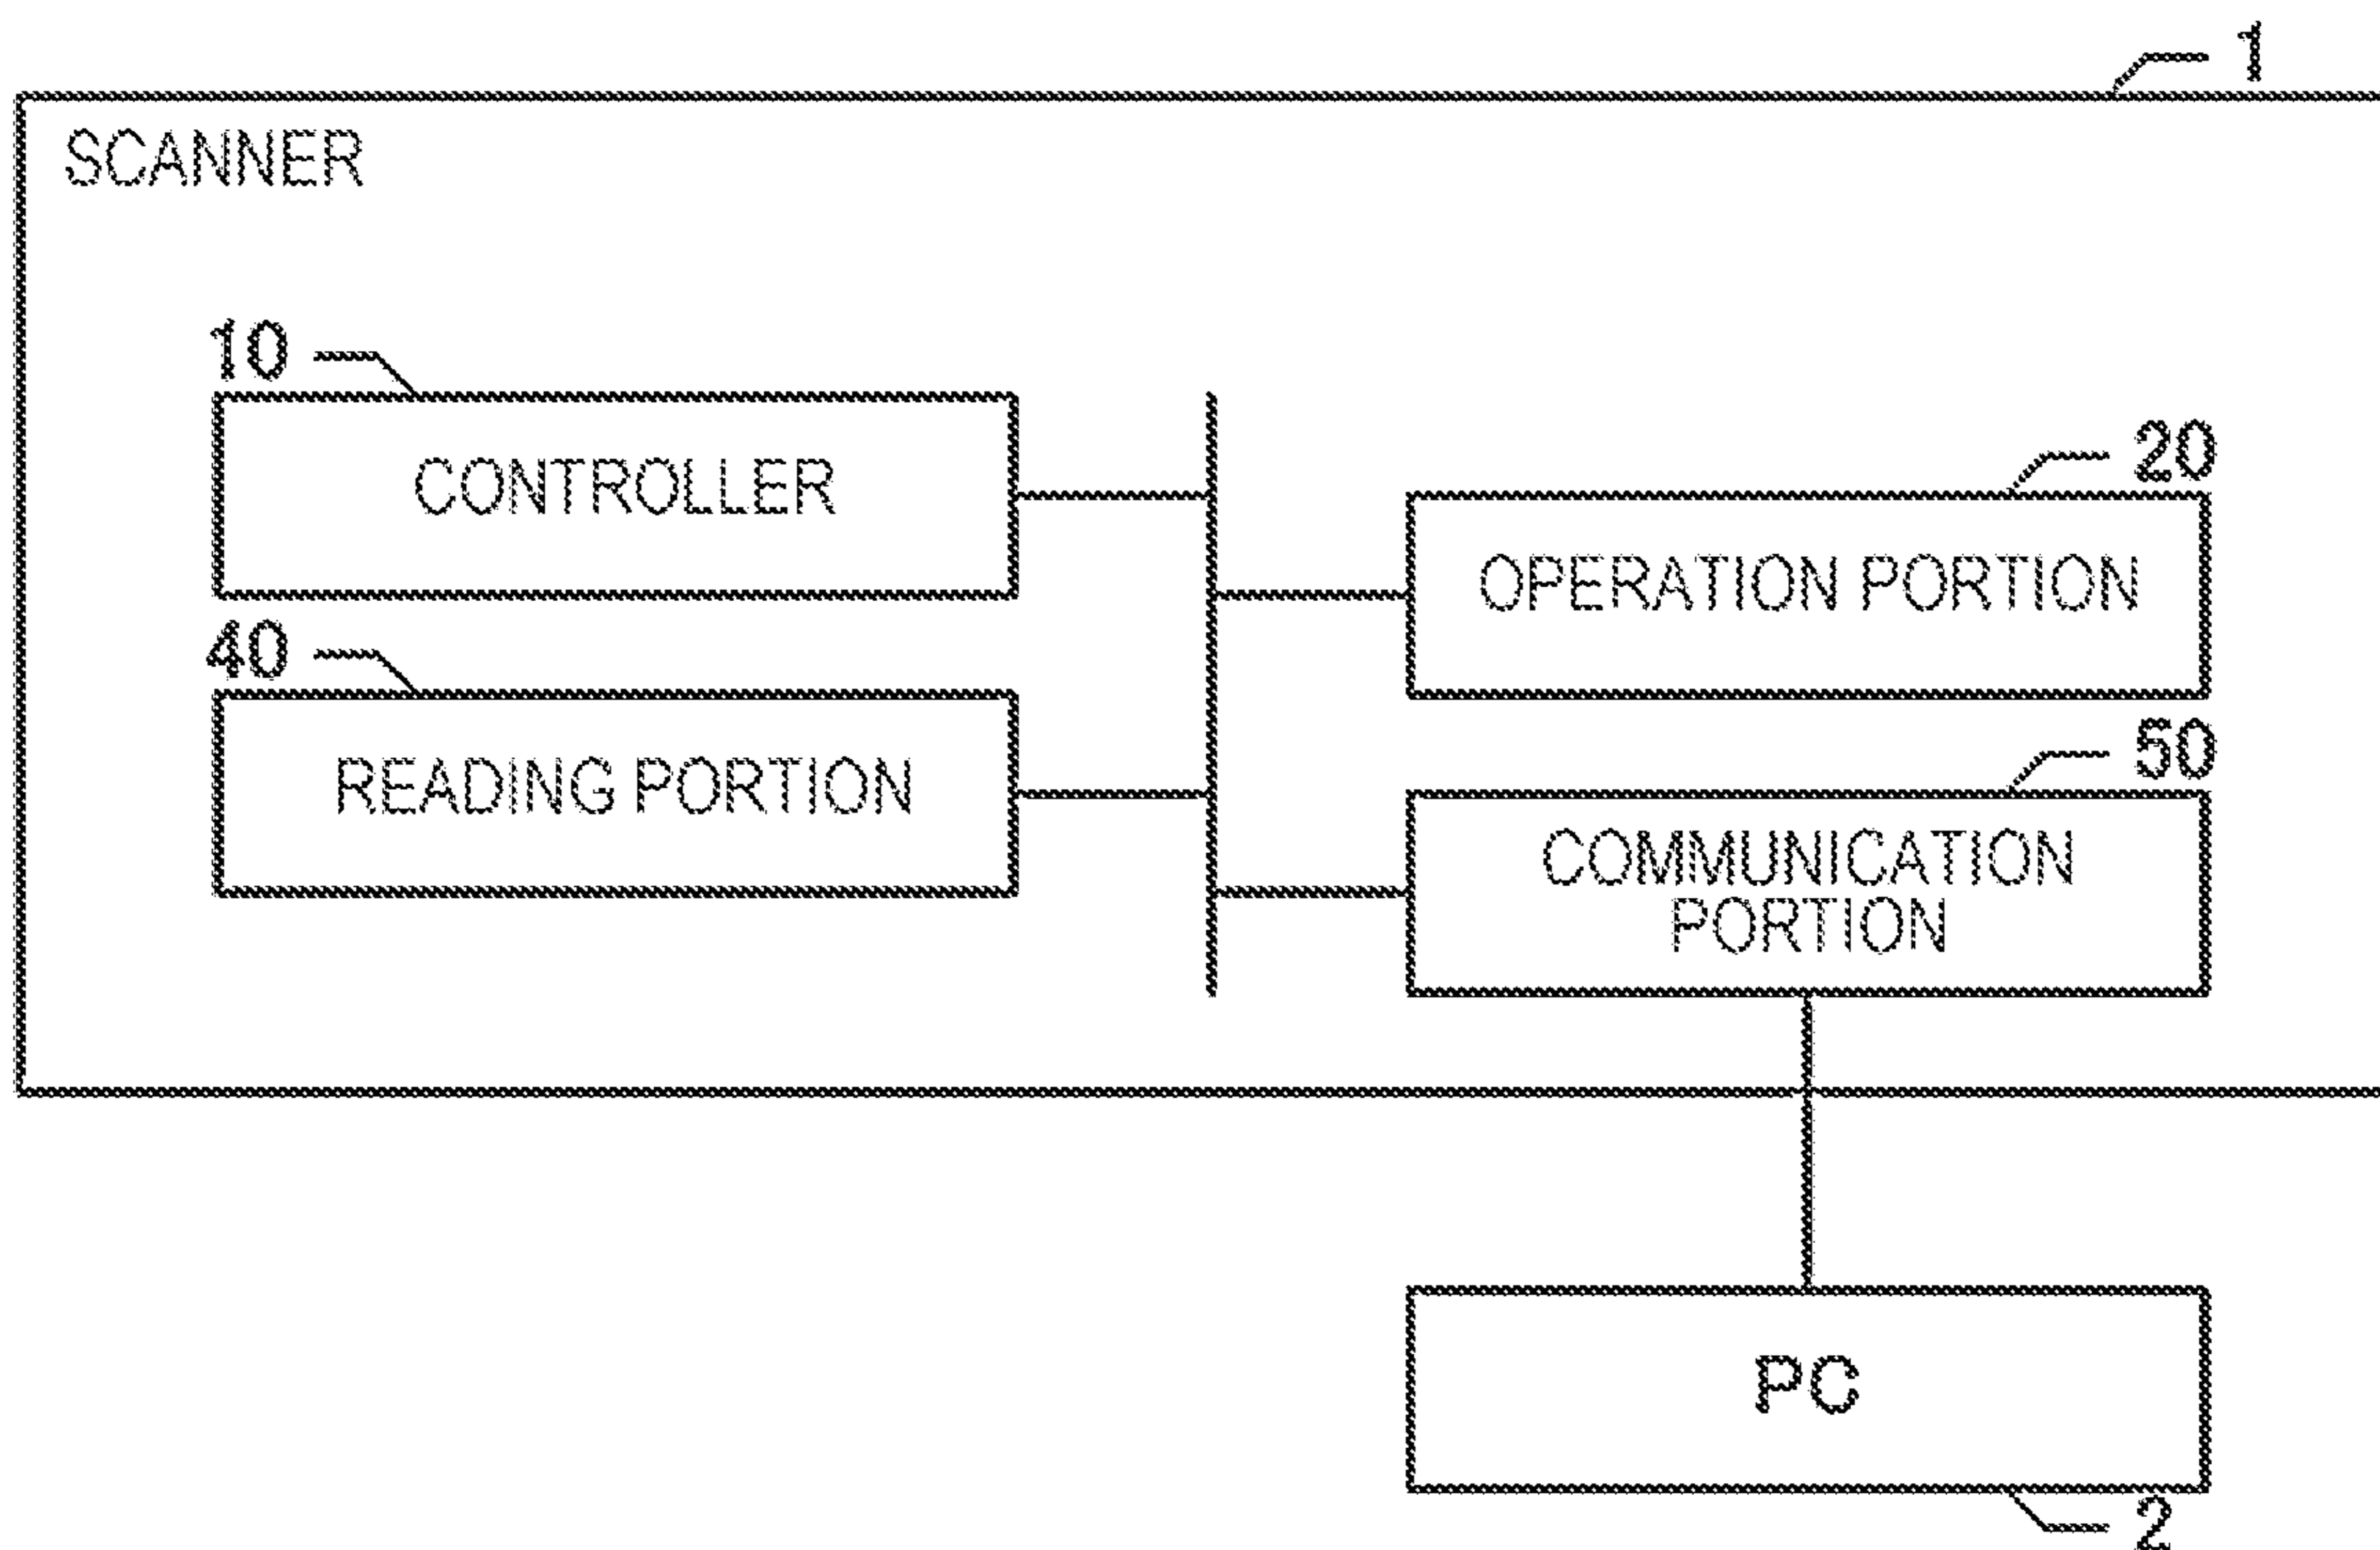 1
SCANNER
10
CONTROLLER
20
OPERATION PORTION
40
READING PORTION
50
COMMUNICATION
PORTION
PC
2